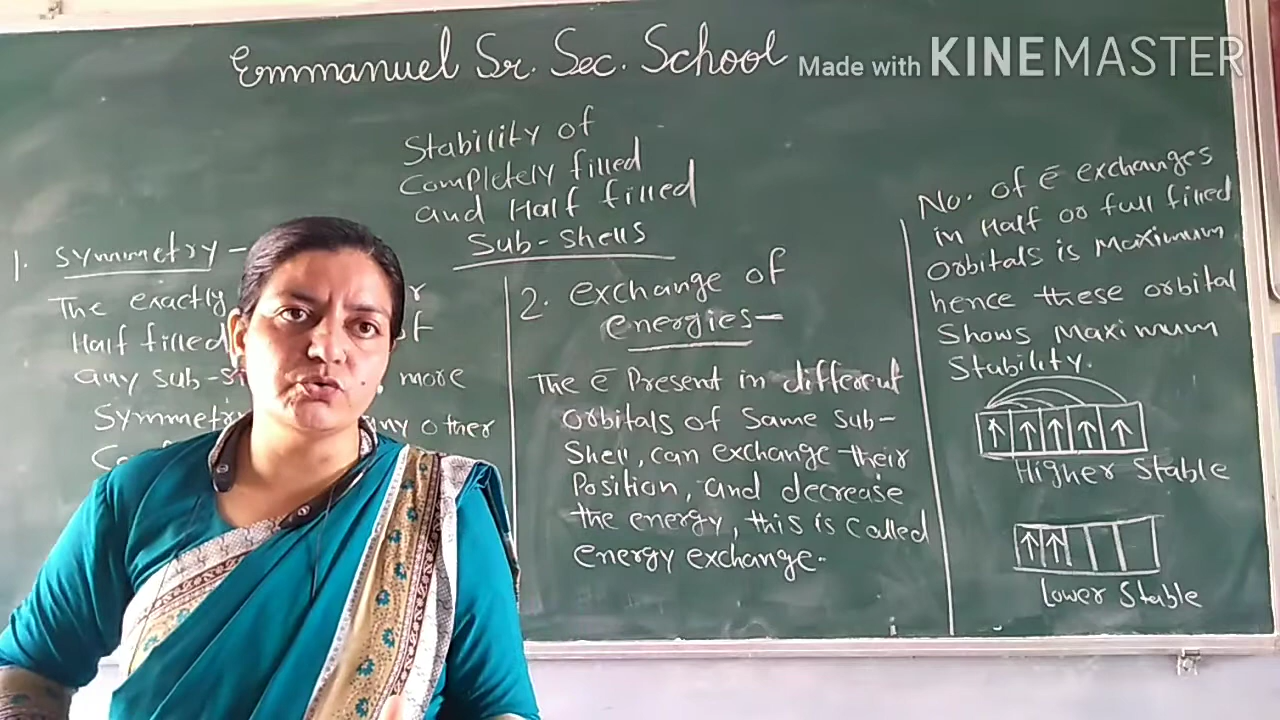 Emmanuel Sr. Sec. School
Made with KINEMASTER
Stability of
Completely filled
and Half filled
Sub-shells
1. Symmetry -
The exactly
Half filled
any sub- more
Symmetr any other
2. exchange of
energies-
The e̅ Present in different
Orbitals of Same Sub-
Shell, can exchange their
Position, and decrease
the energy, this is called
energy exchange.
No. of e̅ exchanges
in Half or full filled
Orbitals is Maximum
hence these orbital
Shows Maximum
Stability.
Higher Stable
Lower Stable